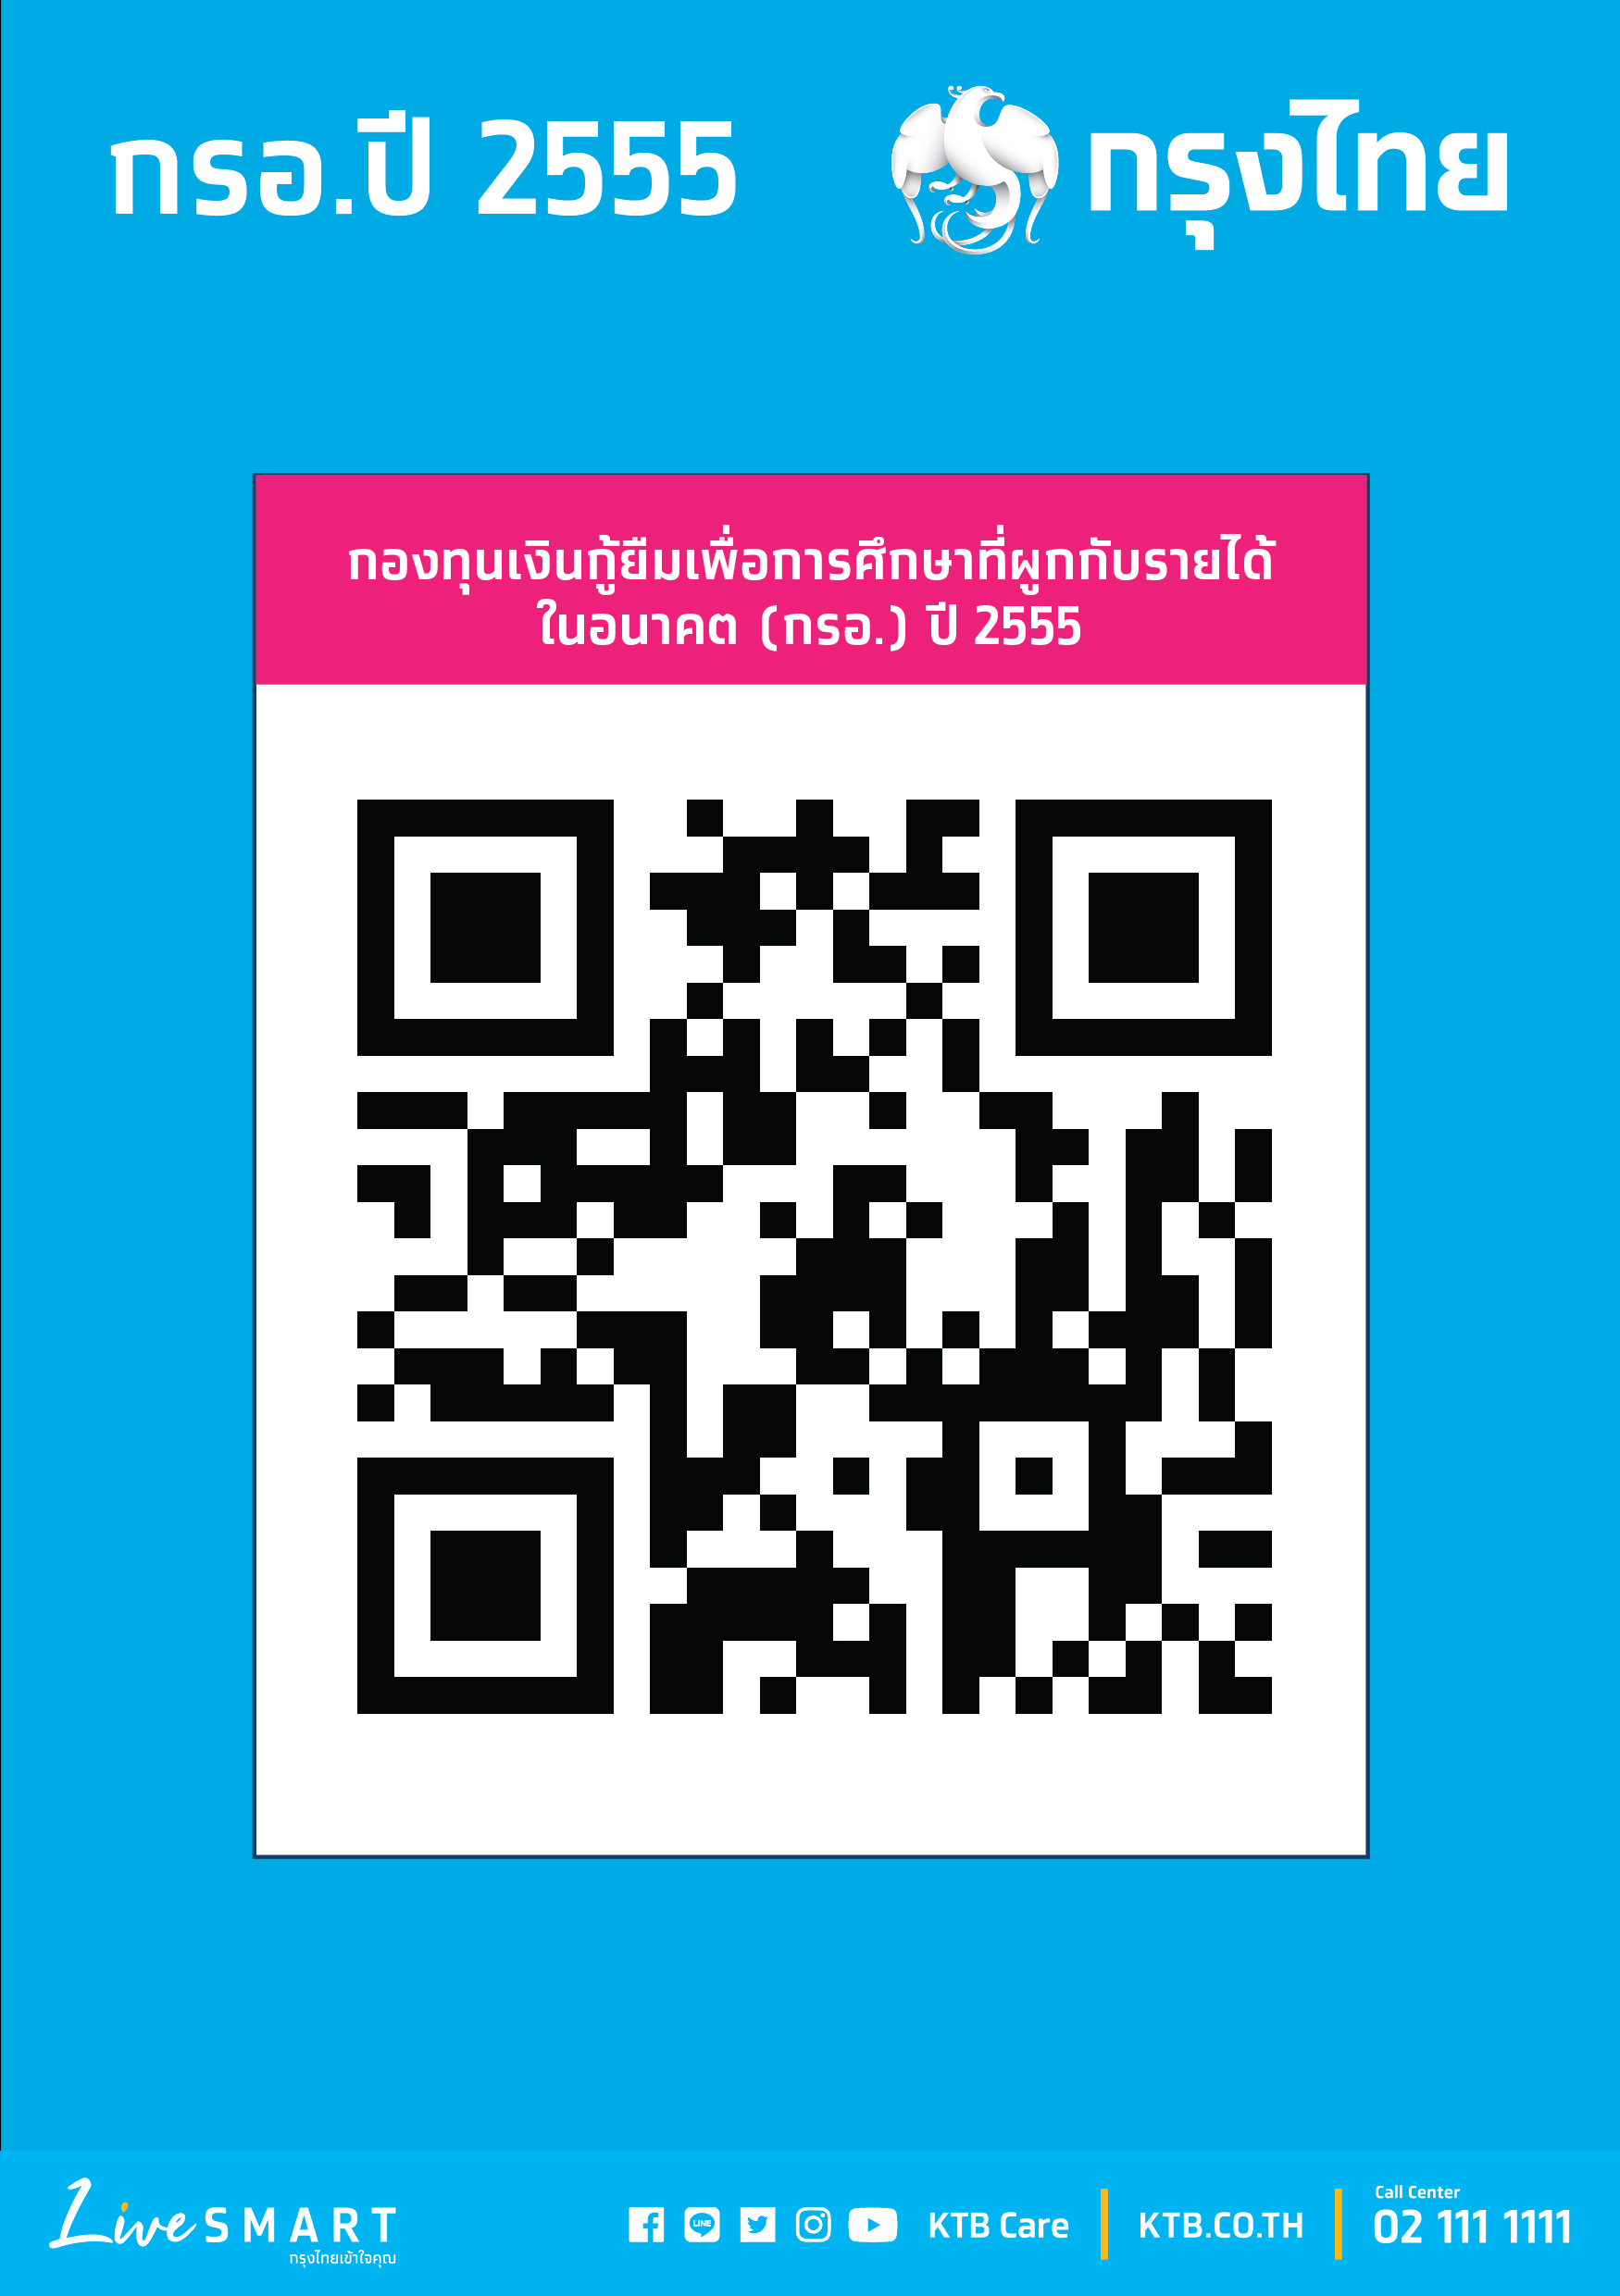 กรอ.ปี 2555
กรุงไทย
กองทุนเงินกู้ยืมเพื่อการศึกษาที่ผูกกับรายได้
ในอนาคต (กรอ.) ปี 2555
Live SMART
กรุงไทยเข้าใจคุณ
LINE
KTB Care
KTB.CO.TH
Call Center
02 111 1111